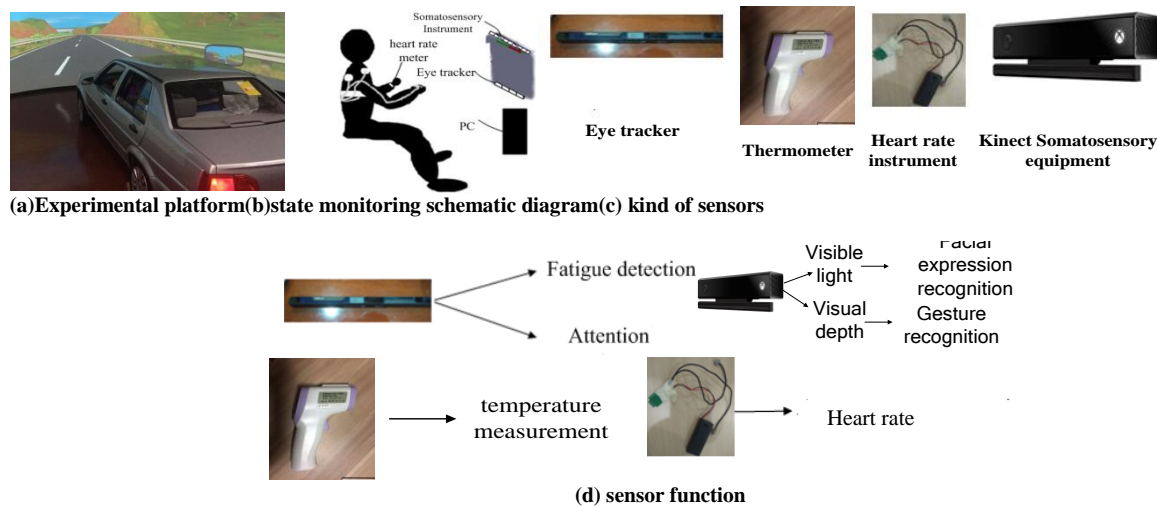 Somatosensory
Instrument
heart rate
meter
Eye tracker
PC
Eye tracker
Thermometer
Heart rate
instrument
Kinect Somatosensory
equipment
(a)Experimental platform(b)state monitoring schematic diagram(c) kind of sensors
Fatigue detection
Attention
Visible
light
Facial
expression
recognition
Visual
depth
Gesture
recognition
temperature
measurement
Heart rate
(d) sensor function